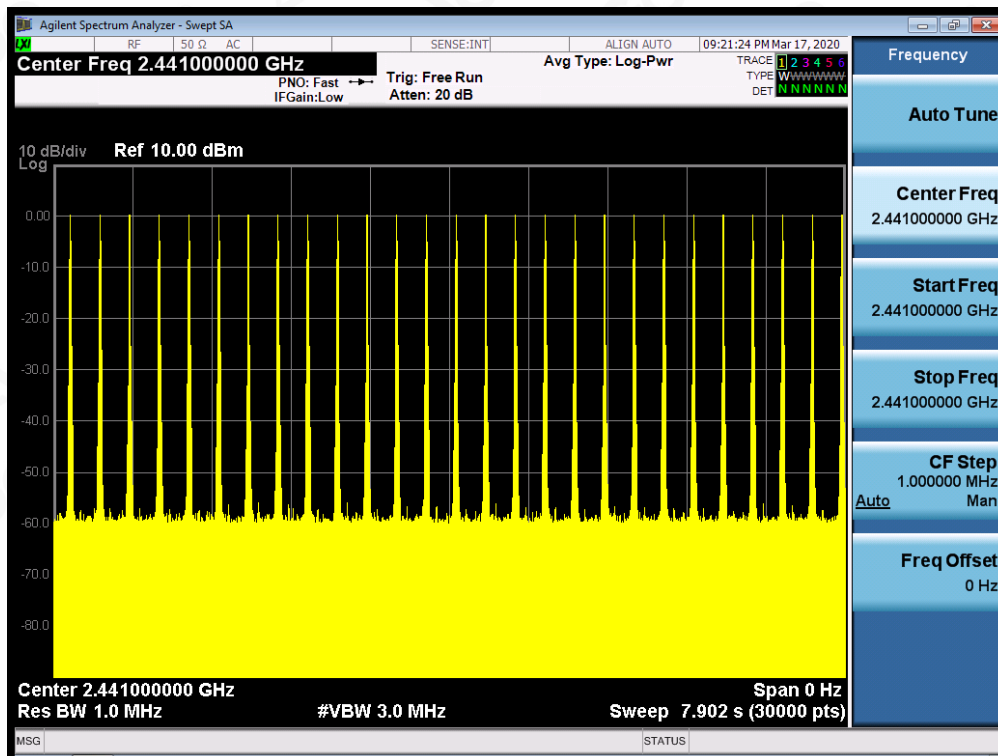 Agilent Spectrum Analyzer - Swept SA
LXI RF 50 Ω AC SENSE:INT ALIGN AUTO 09:21:24 PM Mar 17, 2020
Center Freq 2.441000000 GHz
PNO: Fast
IFGain:Low
Trig: Free Run
Atten: 20 dB
Avg Type: Log-Pwr
TRACE 1 2 3 4 5 6
TYPE WWWWWWW
DET N N N N N N
10 dB/div Ref 10.00 dBm
Log
0.00
-10.0
-20.0
-30.0
-40.0
-50.0
-60.0
-70.0
-80.0
Center 2.441000000 GHz Span 0 Hz
Res BW 1.0 MHz #VBW 3.0 MHz Sweep 7.902 s (30000 pts)
MSG STATUS
Frequency
Auto Tune
Center Freq
2.441000000 GHz
Start Freq
2.441000000 GHz
Stop Freq
2.441000000 GHz
CF Step
1.000000 MHz
Auto Man
Freq Offset
0 Hz